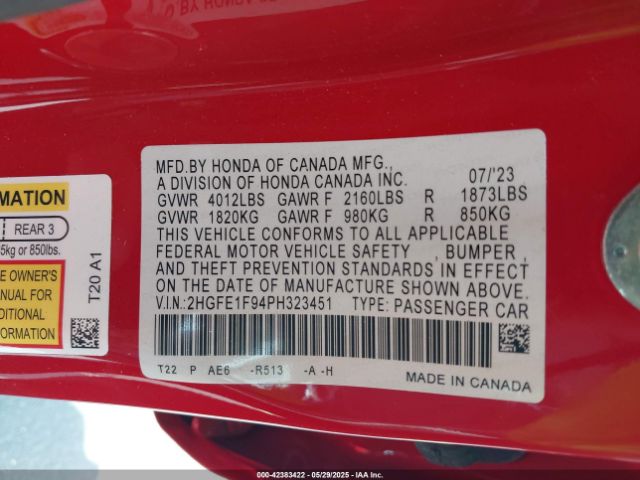 MFD.BY HONDA OF CANADA MFG.,
A DIVISION OF HONDA CANADA INC. 07/'23
GVWR 4012LBS GAWR F 2160LBS R 1873LBS
GVWR 1820KG GAWR F 980KG R 850KG
THIS VEHICLE CONFORMS TO ALL APPLICABLE
FEDERAL MOTOR VEHICLE SAFETY , BUMPER ,
AND THEFT PREVENTION STANDARDS IN EFFECT
ON THE DATE OF MANUFACTURE SHOWN ABOVE.
V.I.N.:2HGFE1F94PH323451 TYPE: PASSENGER CAR
T22 P AE6 -R513 -A -H
MADE IN CANADA
MATION
REAR 3
5kg or 850lbs.
E OWNER'S
NUAL FOR
DDITIONAL
FORMATION
T20 A1
000-42383422 | 05/29/2025 | IAA Inc.